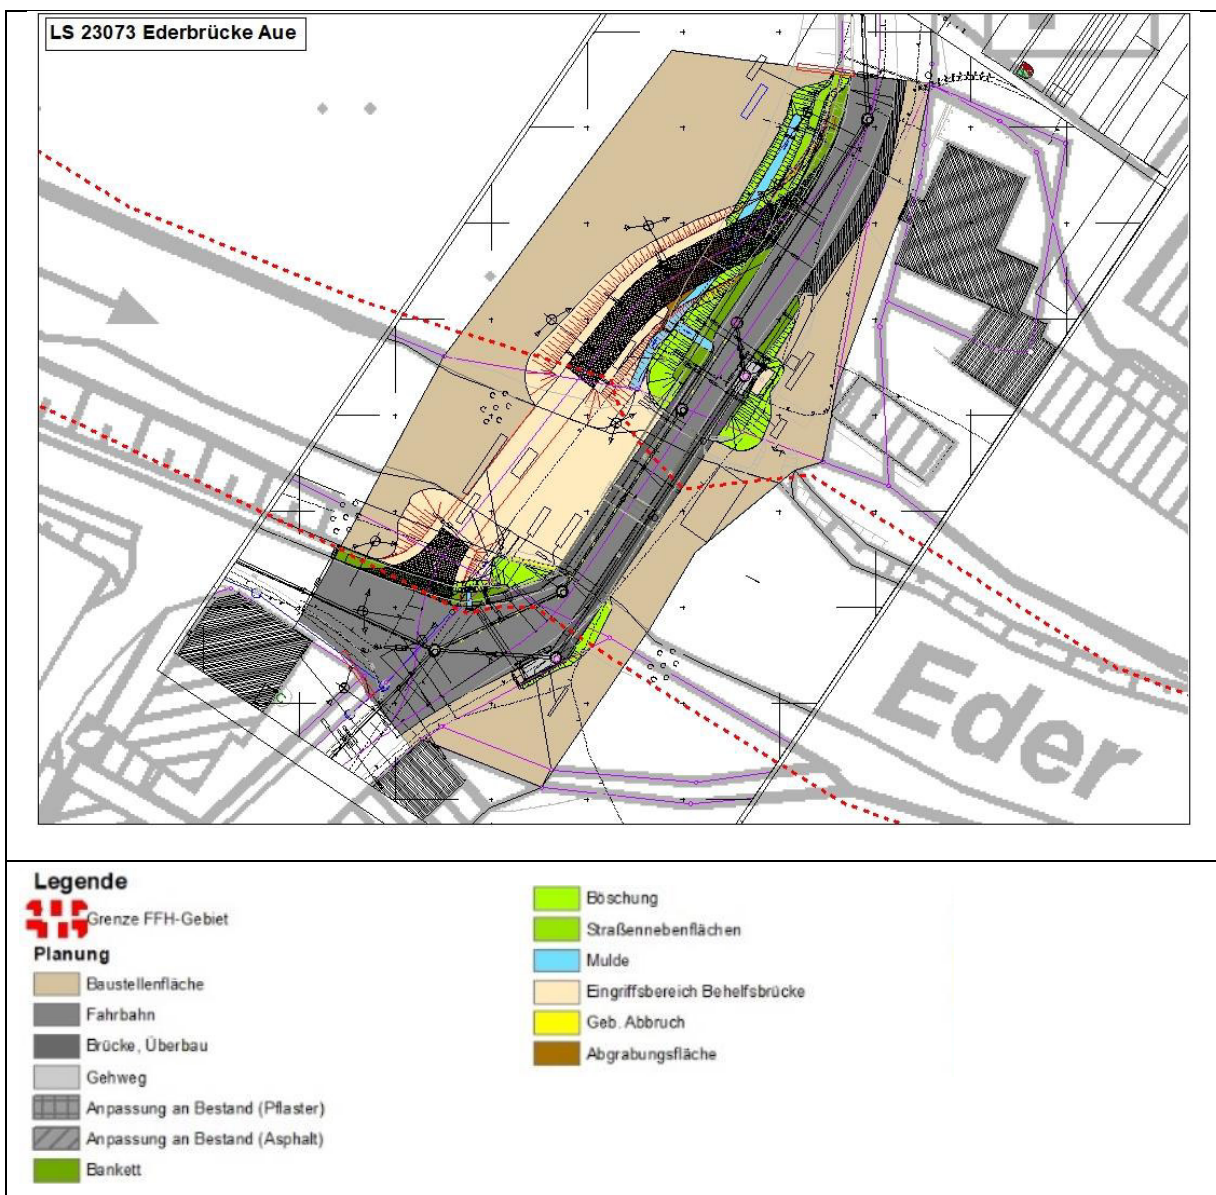 LS 23073 Ederbrücke Aue
Eder
Legende
Grenze FFH-Gebiet
Planung
Baustellenfläche
Fahrbahn
Brücke, Überbau
Gehweg
Anpassung an Bestand (Pflaster)
Anpassung an Bestand (Asphalt)
Bankett
Böschung
Straßennebenflächen
Mulde
Eingriffsbereich Behelfsbrücke
Geb. Abbruch
Abgrabungsfläche